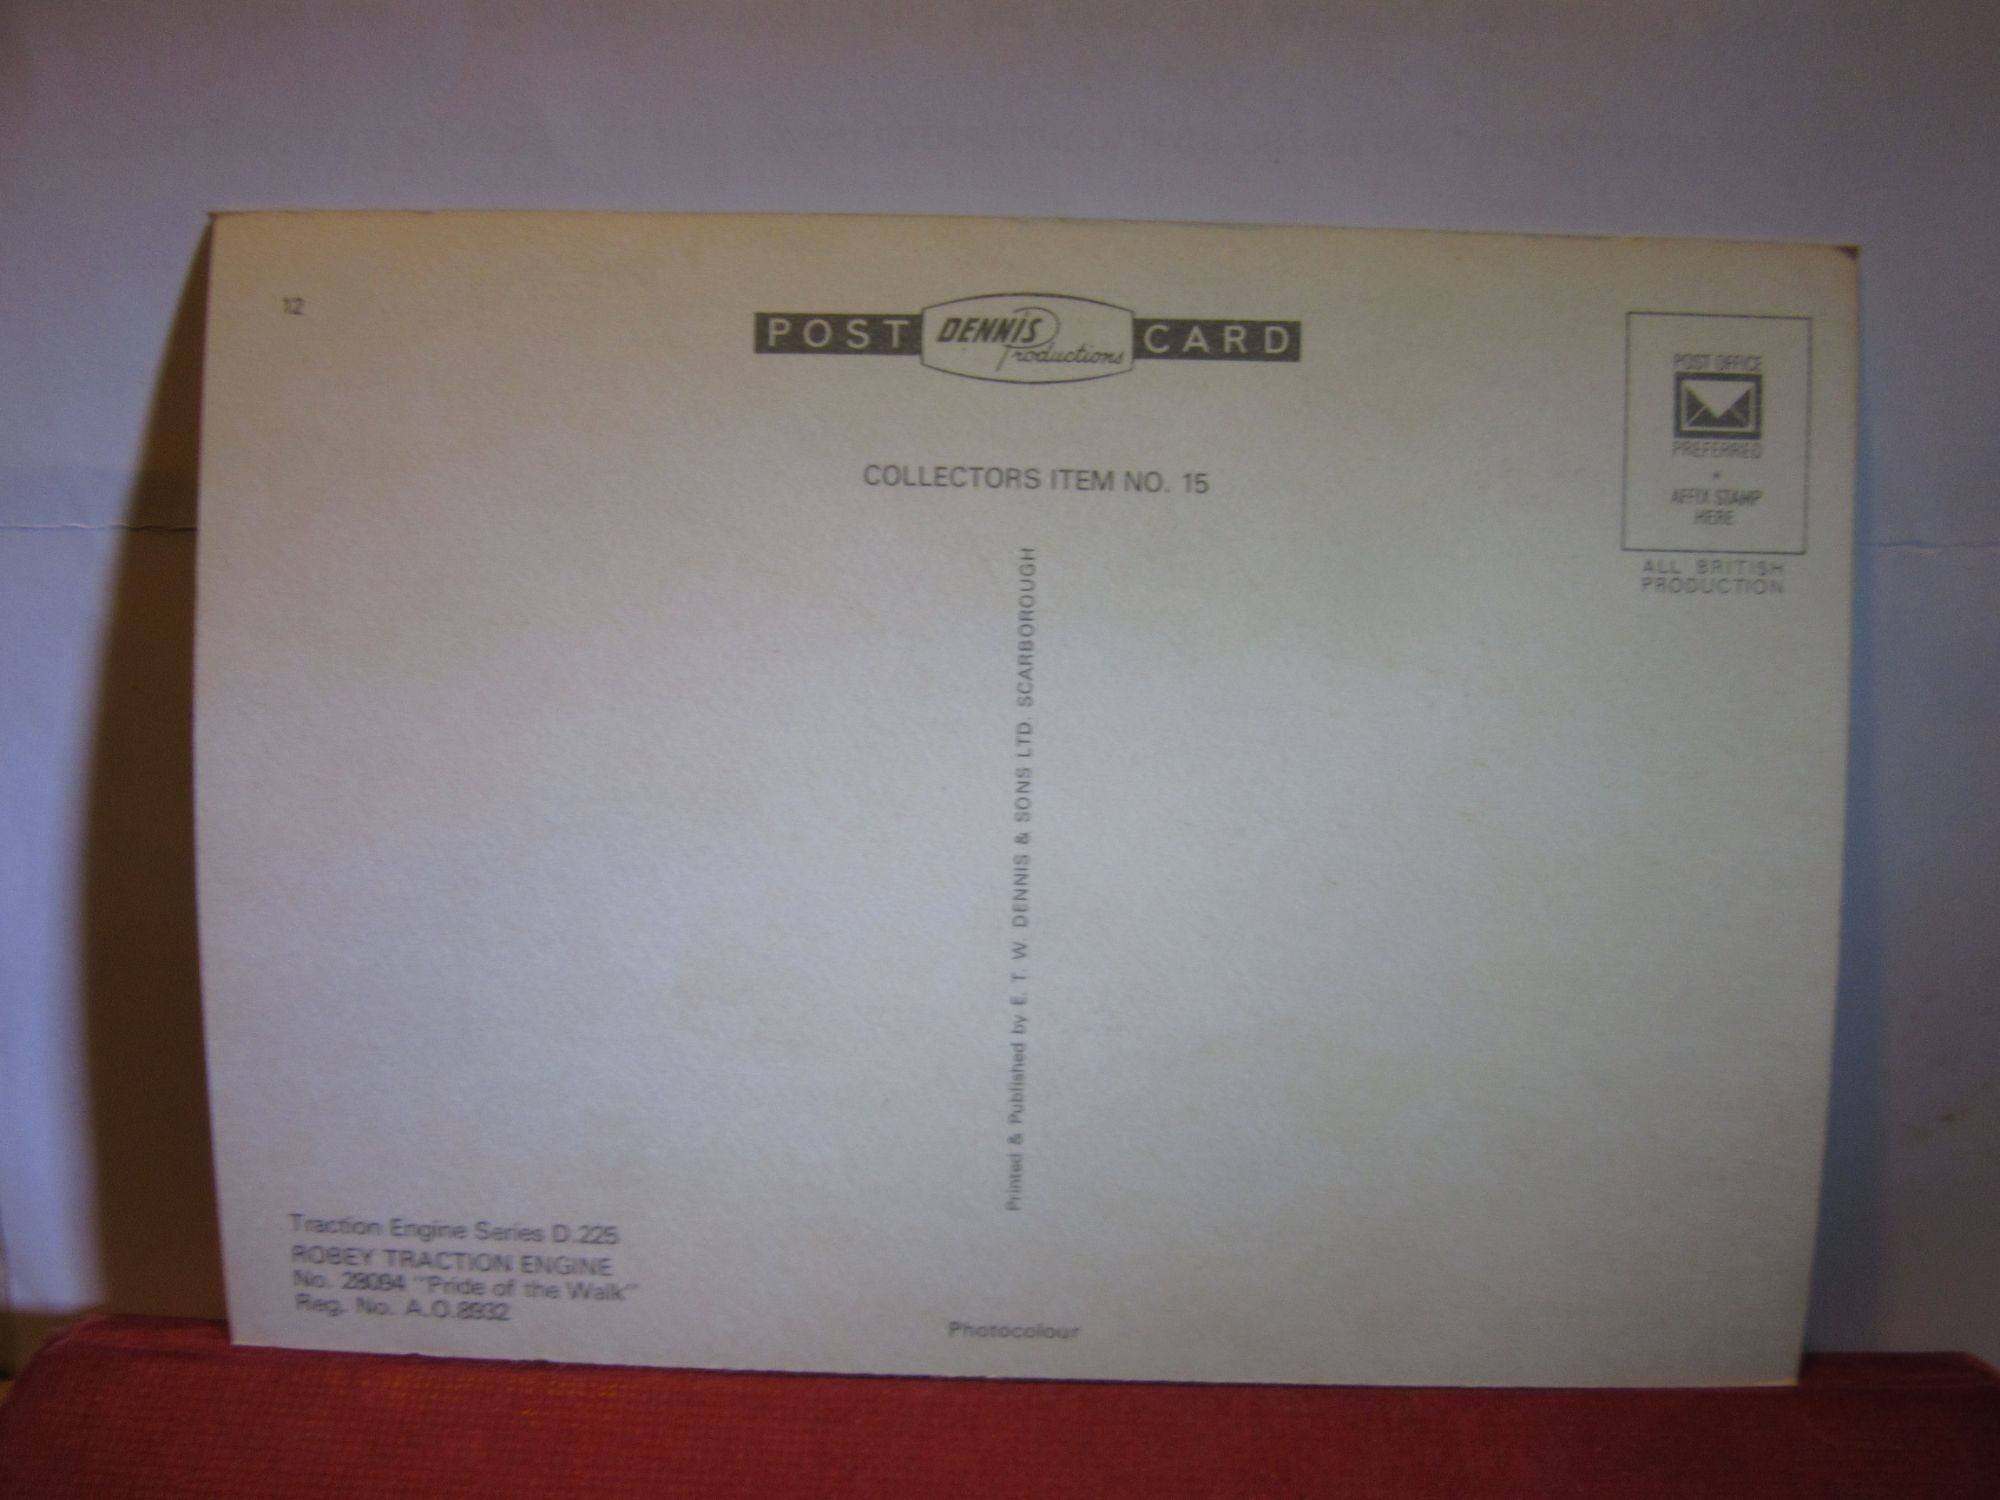 12
POST DENNIS Productions CARD
POST OFFICE
PREFERRED
*
AFFIX STAMP
HERE
ALL BRITISH
PRODUCTION
COLLECTORS ITEM NO. 15
Printed & Published by E. T. W. DENNIS & SONS LTD. SCARBOROUGH
Traction Engine Series D.225
ROBEY TRACTION ENGINE
No. 28094 "Pride of the Walk"
Reg. No. A.O.8932
Photocolour